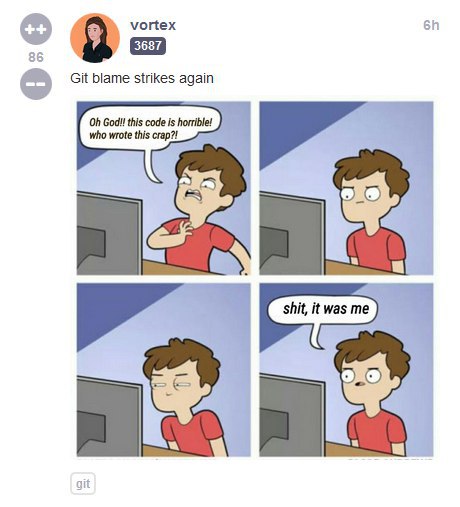 ++
vortex
6h
3687
86
--
Git blame strikes again
Oh God!! this code is horrible!
who wrote this crap?!
shit, it was me
git